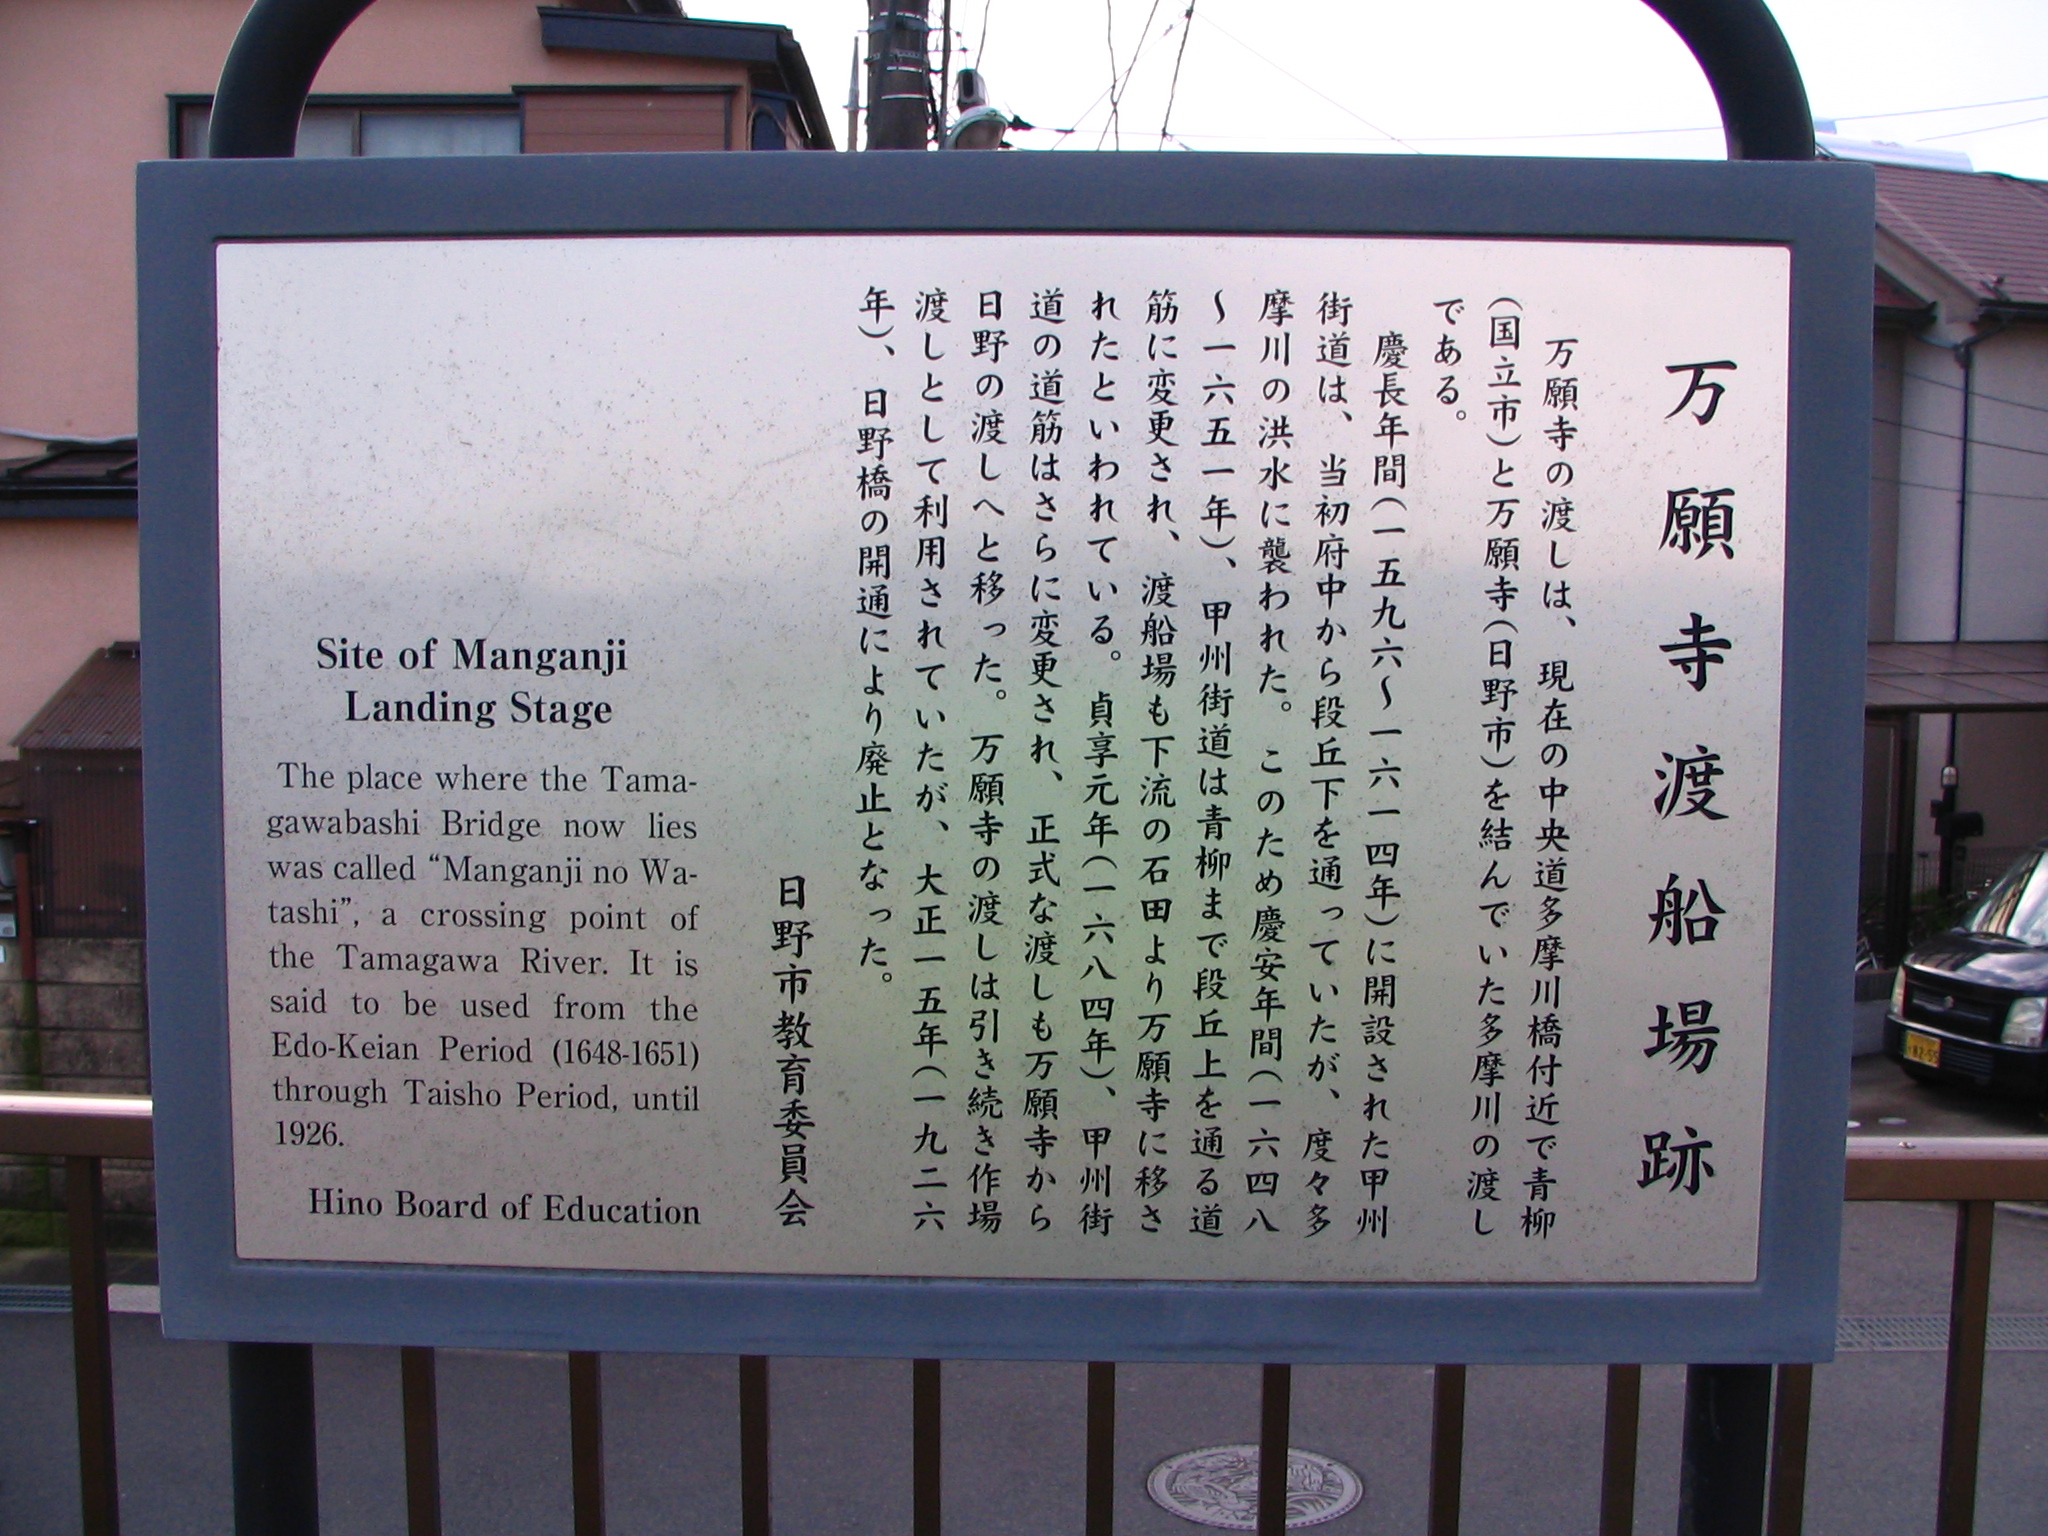 万願寺渡船場跡
万願寺の渡しは、現在の中央道多摩川橋付近で青柳
(国立市)と万願寺(日野市)を結んでいた多摩川の渡し
である。
慶長年間(一五九六～一六一四年)に開設された甲州
街道は、当初府中から段丘下を通っていたが、度々多
摩川の洪水に襲われた。このため慶安年間(一六四八
～一六五一年)、甲州街道は青柳まで段丘上を通る道
筋に変更され、渡船場も下流の石田より万願寺に移さ
れたといわれている。貞享元年(一六八四年)、甲州街
道の道筋はさらに変更され、正式な渡しも万願寺から
日野の渡しへと移った。万願寺の渡しは引き続き作場
渡しとして利用されていたが、大正一五年(一九二六
年)、日野橋の開通により廃止となった。
日野市教育委員会
Site of Manganji
Landing Stage
The place where the Tama-
gawabashi Bridge now lies
was called “Manganji no Wa-
tashi”, a crossing point of
the Tamagawa River. It is
said to be used from the
Edo-Keian Period (1648-1651)
through Taisho Period, until
1926.
Hino Board of Education